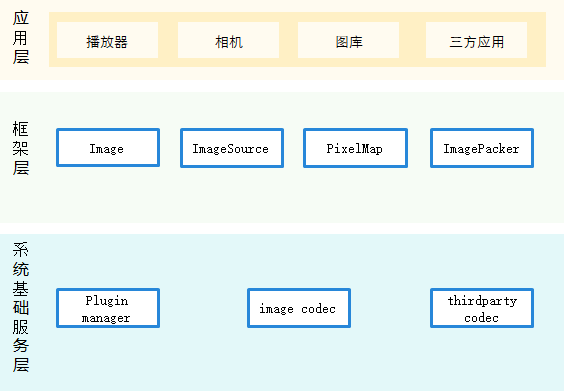 应用层
播放器
相机
图库
三方应用
框架层
Image
ImageSource
PixelMap
ImagePacker
系统基础服务层
Plugin
manager
image codec
thirdparty
codec